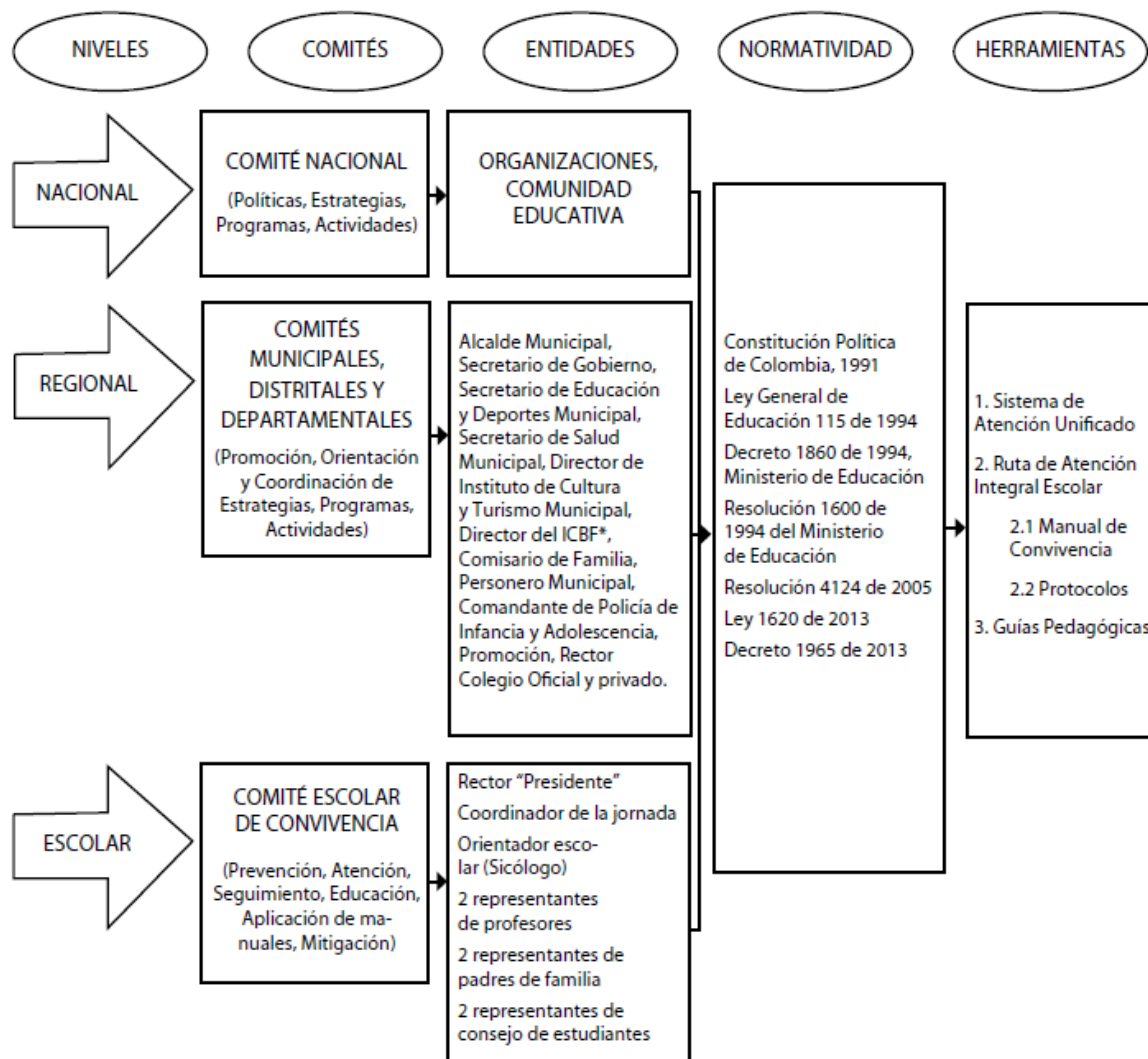 NIVELES
COMITÉS
ENTIDADES
NORMATIVIDAD
HERRAMIENTAS
NACIONAL
COMITÉ NACIONAL
(Políticas, Estrategias,
Programas, Actividades)
ORGANIZACIONES,
COMUNIDAD
EDUCATIVA
REGIONAL
COMITÉS
MUNICIPALES,
DISTRITALES Y
DEPARTAMENTALES
(Promoción, Orientación
y Coordinación de
Estrategias, Programas,
Actividades)
Alcalde Municipal,
Secretario de Gobierno,
Secretario de Educación
y Deportes Municipal,
Secretario de Salud
Municipal, Director de
Instituto de Cultura
y Turismo Municipal,
Director del ICBF*,
Comisario de Familia,
Personero Municipal,
Comandante de Policía de
Infancia y Adolescencia,
Promoción, Rector
Colegio Oficial y privado.
ESCOLAR
COMITÉ ESCOLAR
DE CONVIVENCIA
(Prevención, Atención,
Seguimiento, Educación,
Aplicación de ma-
nuales, Mitigación)
Rector “Presidente”
Coordinador de la jornada
Orientador esco-
lar (Sicólogo)
2 representantes
de profesores
2 representantes de
padres de familia
2 representantes de
consejo de estudiantes
Constitución Política
de Colombia, 1991
Ley General de
Educación 115 de 1994
Decreto 1860 de 1994,
Ministerio de Educación
Resolución 1600 de
1994 del Ministerio
de Educación
Resolución 4124 de 2005
Ley 1620 de 2013
Decreto 1965 de 2013
1. Sistema de
Atención Unificado
2. Ruta de Atención
Integral Escolar
2.1 Manual de
Convivencia
2.2 Protocolos
3. Guías Pedagógicas